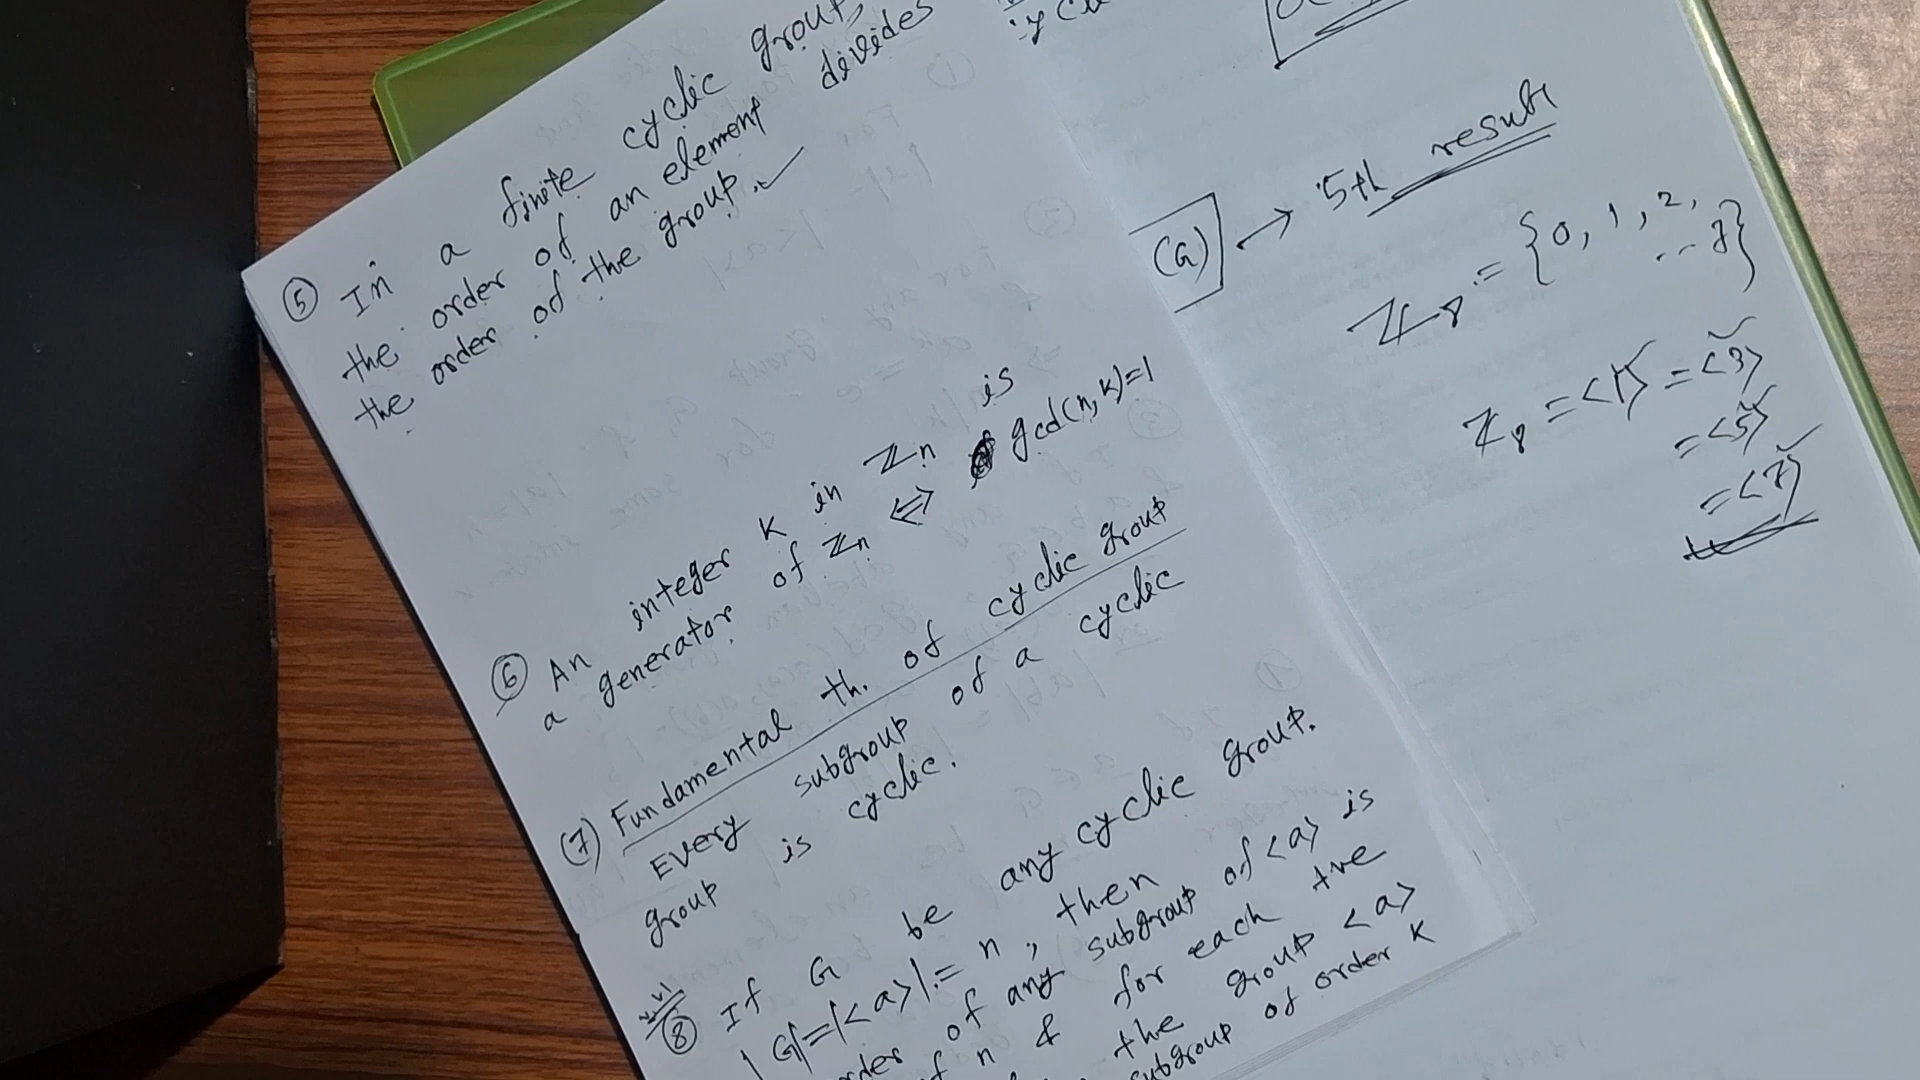 ⑤ In a finite cyclic group,
the order of an element divides
the order of the group.
⑥ An integer K in Zn is
a generator of Zn ⇔ gcd(n, K)=1
(7) Fundamental th. of cyclic group
Every subgroup of a cyclic
group is cyclic.
⑧ If G be any cyclic group.
|G|=|<a>|= n, then
order of any subgroup of <a> is
of n & for each +ve
the group <a>
subgroup of order K
(G) → 5th result
Z8 = {0, 1, 2,
... 7}
Z8 = <1> = <3>
= <5>
= <7>